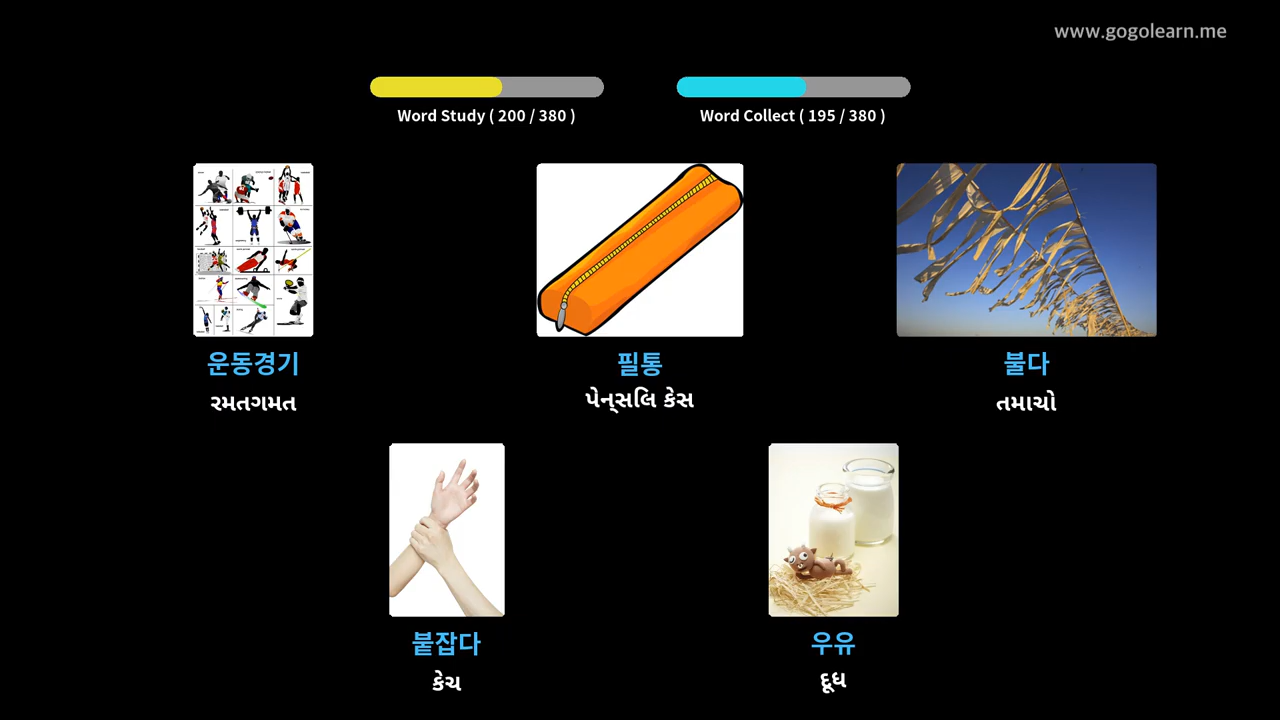 www.gogolearn.me
Word Study ( 200 / 380 )
Word Collect ( 195 / 380 )
운동경기
필통
불다
રમતગમત
પેન્સલિ કેસ
તમાચો
붙잡다
우유
કેચ
દૂધ